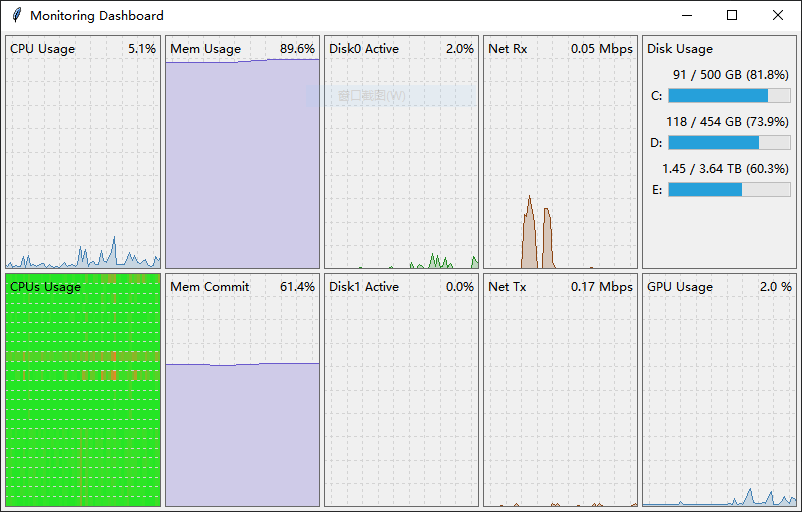 Monitoring Dashboard
CPU Usage 5.1%
Mem Usage 89.6%
Disk0 Active 2.0%
Net Rx 0.05 Mbps
Disk Usage
91 / 500 GB (81.8%)
C:
118 / 454 GB (73.9%)
D:
1.45 / 3.64 TB (60.3%)
E:
窗口截图(W)
CPUs Usage
Mem Commit 61.4%
Disk1 Active 0.0%
Net Tx 0.17 Mbps
GPU Usage 2.0 %